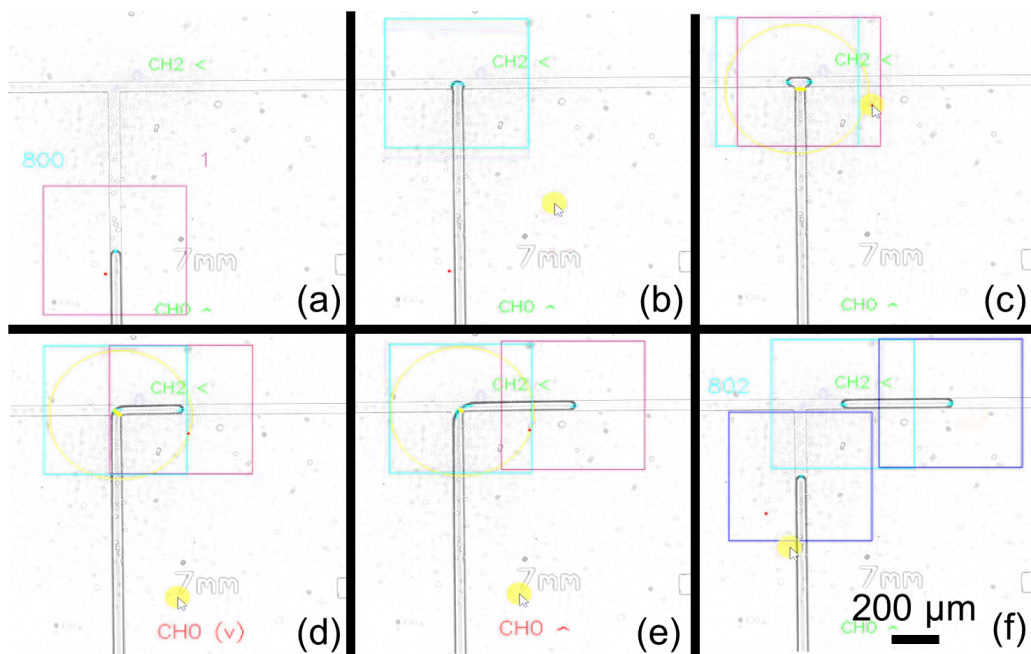 CH2 <
800
1
7mm
CH0 ^
(a)
CH2 <
7mm
CH0 ^
(b)
CH2 <
7mm
CH0 ^
(c)
CH2 <
7mm
CH0 (v)
(d)
CH2 <
7mm
CH0 ^
(e)
CH2 <
802
7mm
200 µm
CH0 ^
(f)